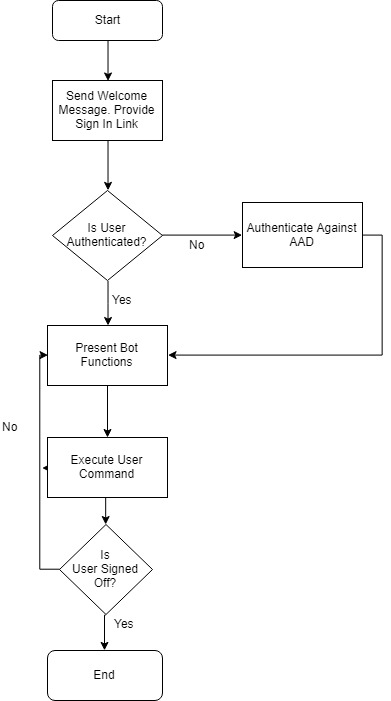 Start
Send Welcome
Message. Provide
Sign In Link
Is User
Authenticated?
No
Authenticate Against
AAD
Yes
Present Bot
Functions
No
Execute User
Command
Is
User Signed
Off?
Yes
End